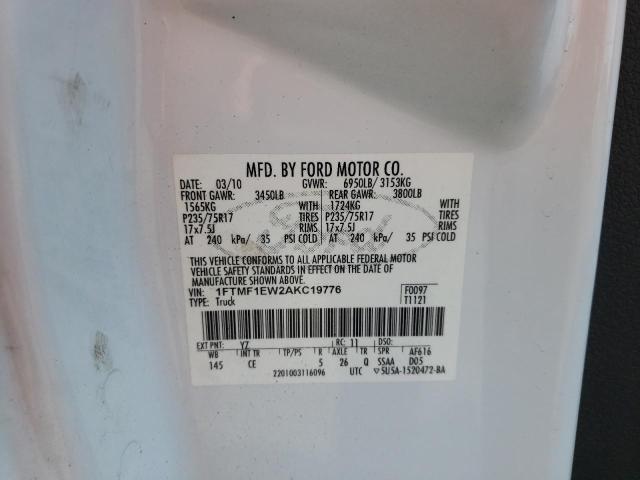 MFD. BY FORD MOTOR CO.
DATE: 03/10 GVWR: 6950LB/ 3153KG
FRONT GAWR: 3450LB REAR GAWR: 3800LB
1565KG WITH 1724KG WITH
P235/75R17 TIRES P235/75R17 TIRES
17x7.5J RIMS 17x7.5J RIMS
AT 240 kPa/ 35 PSI COLD AT 240 kPa/ 35 PSI COLD
THIS VEHICLE CONFORMS TO ALL APPLICABLE FEDERAL MOTOR
VEHICLE SAFETY STANDARDS IN EFFECT ON THE DATE OF
MANUFACTURE SHOWN ABOVE.
VIN: 1FTMF1EW2AKC19776 F0097
TYPE: Truck T1121
EXT PNT: YZ RC: 11 DSO:
WB INT TR TP/PS R AXLE TR SPR AF616
145 CE 5 26 Q SSAA D05
2201003116096 UTC ▽5U5A-1520472-BA